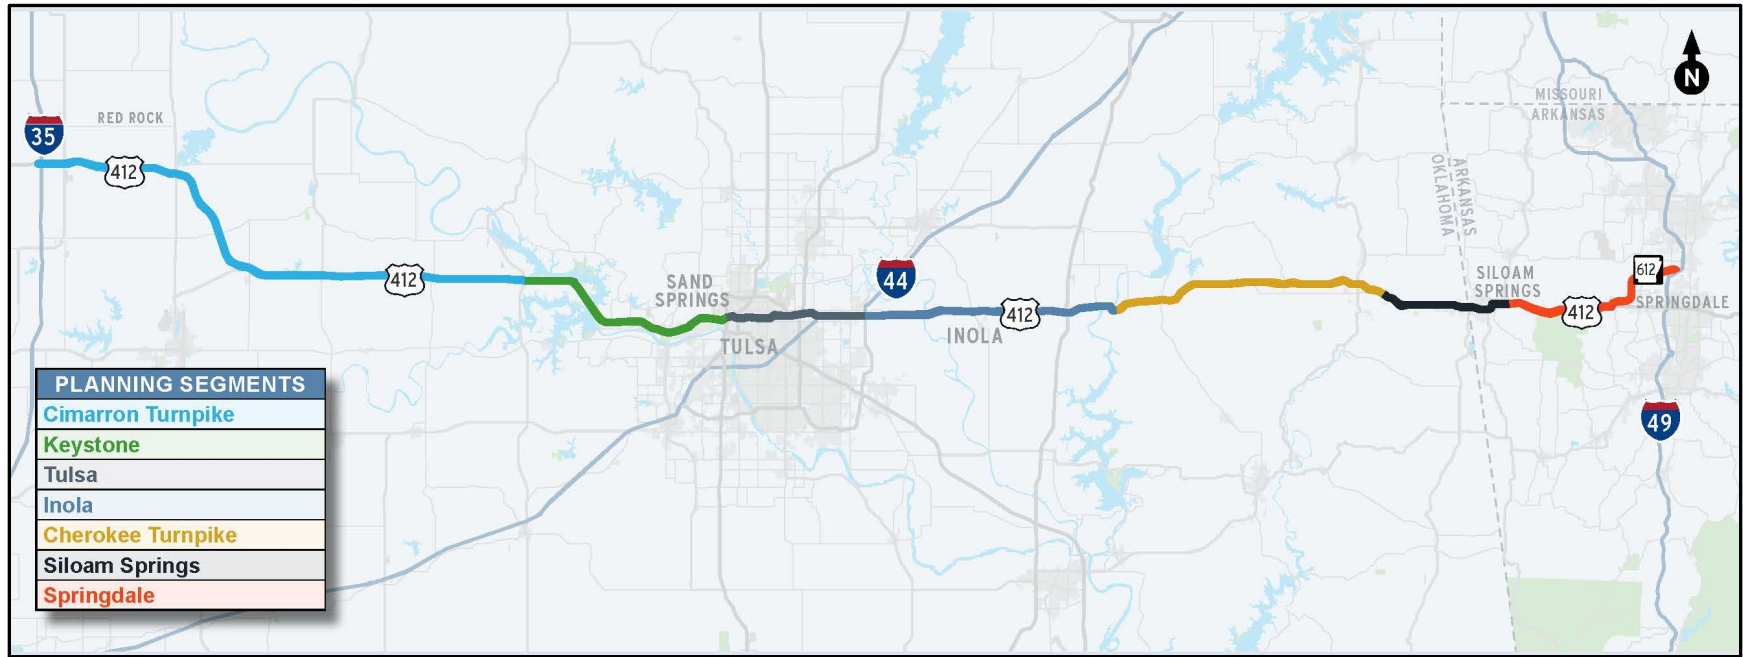 35
RED ROCK
412
412
SAND
SPRINGS
TULSA
44
INOLA
412
MISSOURI
ARKANSAS
ARKANSAS
OKLAHOMA
SILOAM
SPRINGS
412
612
SPRINGDALE
49
N
PLANNING SEGMENTS
Cimarron Turnpike
Keystone
Tulsa
Inola
Cherokee Turnpike
Siloam Springs
Springdale